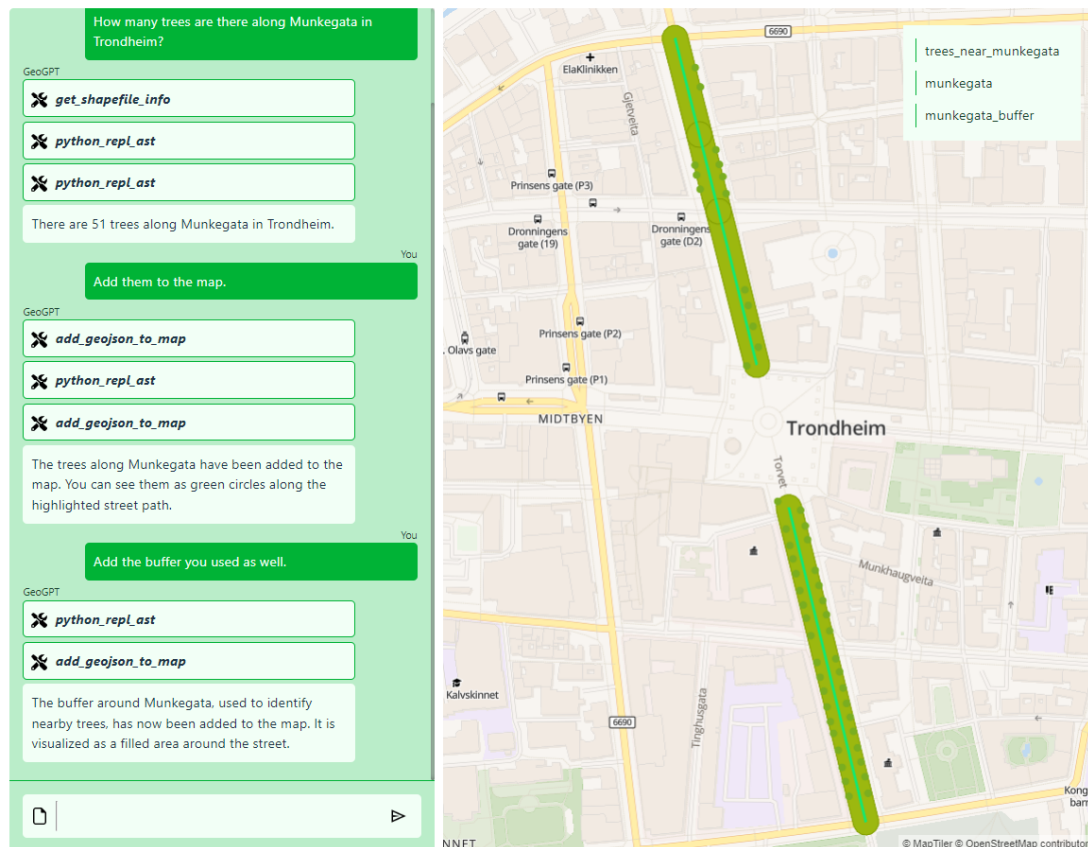 How many trees are there along Munkegata in
Trondheim?
GeoGPT
get_shapefile_info
python_repl_ast
python_repl_ast
There are 51 trees along Munkegata in Trondheim.
You
Add them to the map.
GeoGPT
add_geojson_to_map
python_repl_ast
add_geojson_to_map
The trees along Munkegata have been added to the
map. You can see them as green circles along the
highlighted street path.
You
Add the buffer you used as well.
GeoGPT
python_repl_ast
add_geojson_to_map
The buffer around Munkegata, used to identify
nearby trees, has now been added to the map. It is
visualized as a filled area around the street.
6690
trees_near_munkegata
munkegata
munkegata_buffer
ElaKlinikken
Gjetveita
Prinsens gate (P3)
Dronningens
gate (19)
Dronningens
gate (D2)
Prinsens gate (P2)
. Olavs gate
Prinsens gate (P1)
MIDTBYEN
Trondheim
Torvet
Munkhaugveita
Kalvskinnet
Tinghusgata
6690
Kong
barn
NNET
© MapTiler © OpenStreetMap contributo